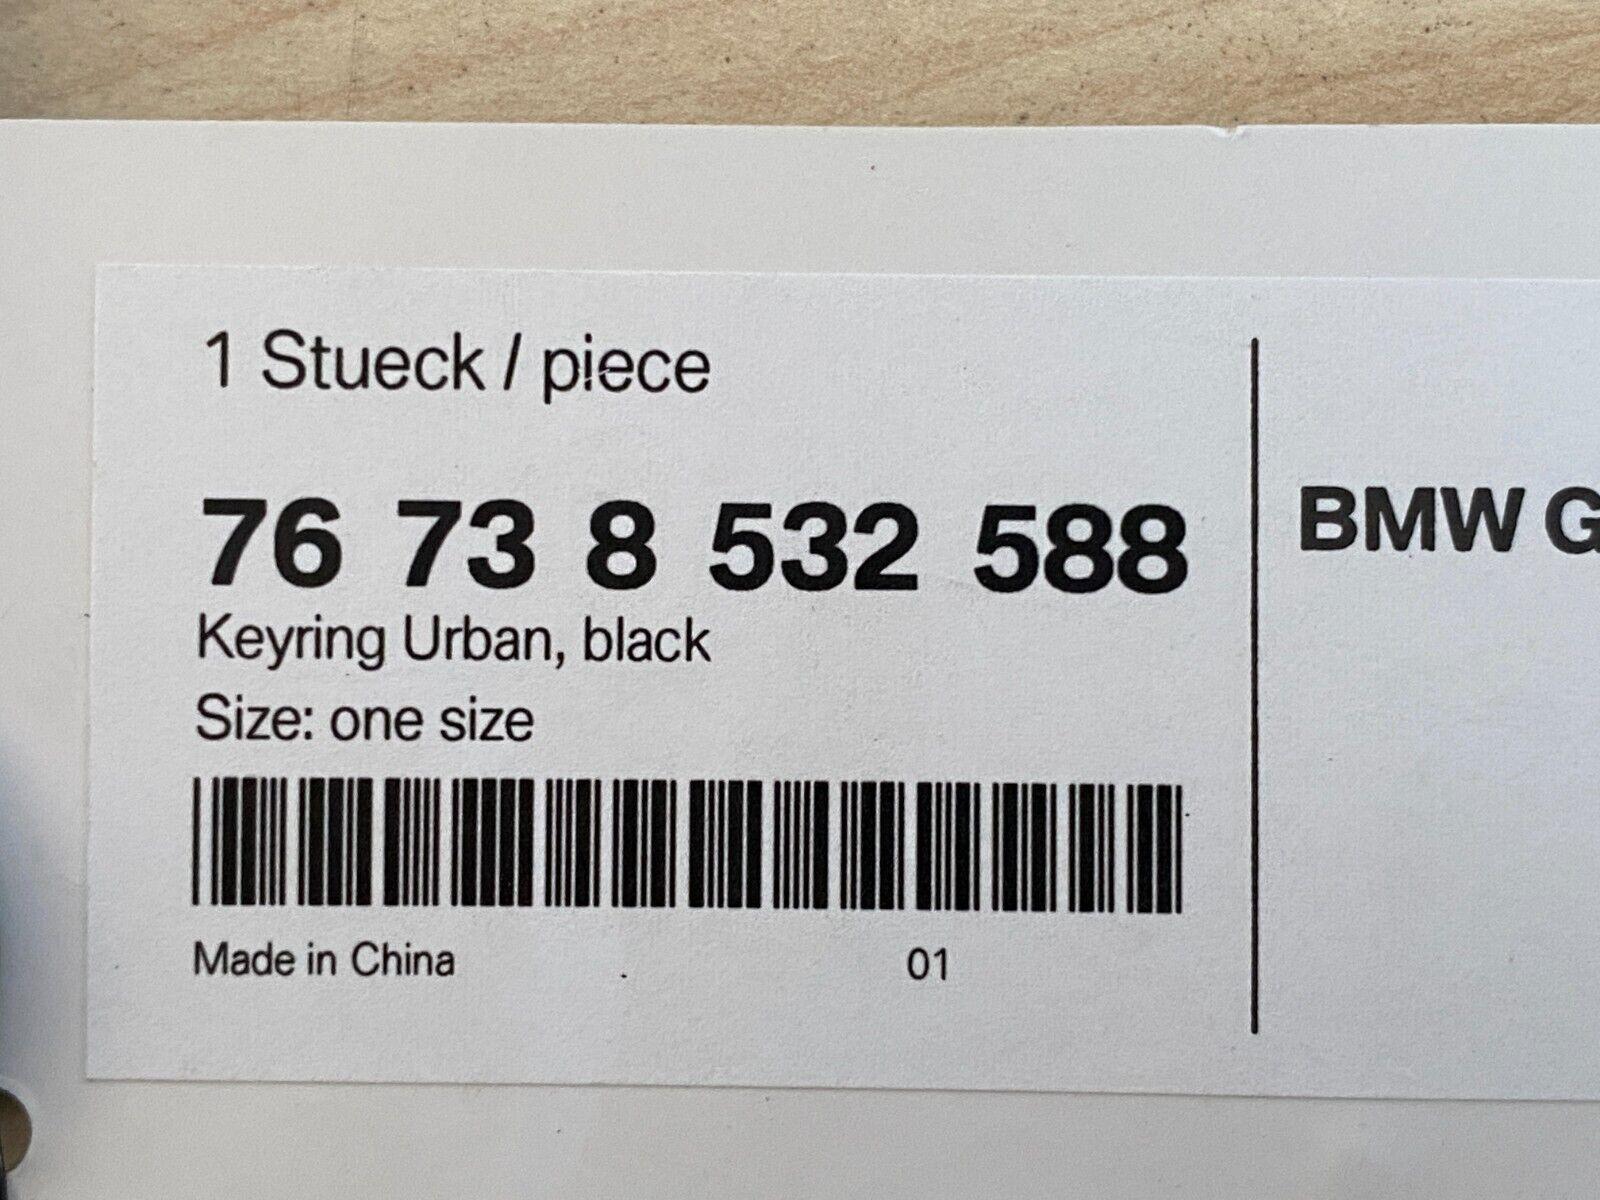 1 Stueck / piece
76 73 8 532 588
Keyring Urban, black
Size: one size
Made in China 01
BMW G